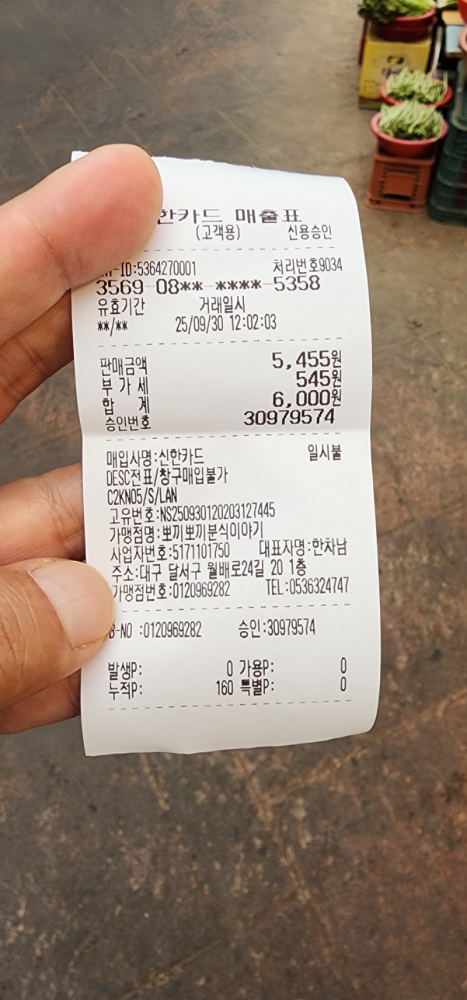 한카드 매출표
(고객용) 신용승인
-ID:5364270001 처리번호9034
3569 08** **** 5358
유효기간 거래일시
**/** 25/09/30 12:02:03
판매금액 5,455원
부가세 545원
합 계 6,000원
승인번호 30979574
매입사명:신한카드 일시불
DESC전표/창구매입불가
C2KN05/S/LAN
고유번호:NS250930120203127445
가맹점명:뽀끼뽀끼분식이야기
사업자번호:5171101750 대표자명:한차남
주소:대구 달서구 월배로24길 20 1층
가맹점번호:0120969282 TEL:0536324747
B-NO :0120969282 승인:30979574
발생P: 0 가용P: 0
누적P: 160 특별P: 0